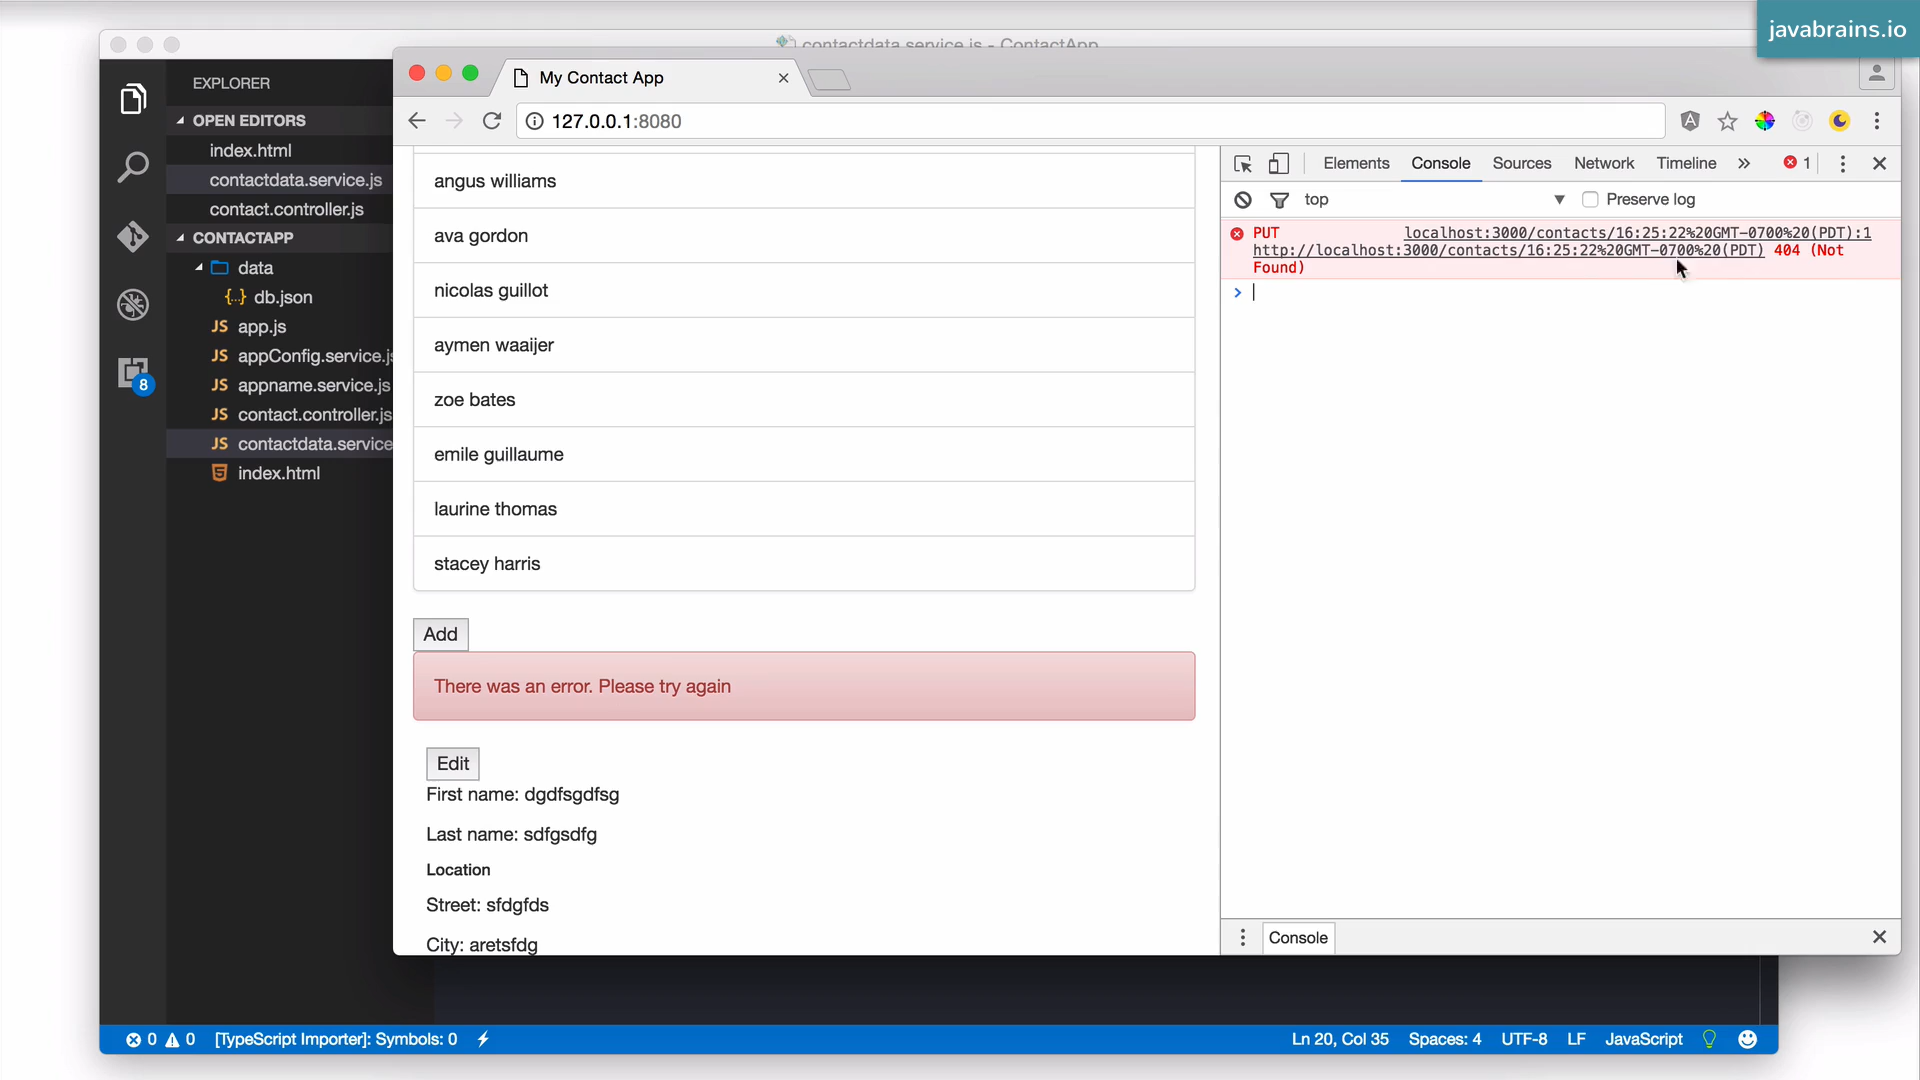 javabrains.io
contactdata.service.js - ContactApp
EXPLORER
OPEN EDITORS
index.html
contactdata.service.js
contact.controller.js
CONTACTAPP
data
{..} db.json
JS app.js
JS appConfig.service.js
JS appname.service.js
JS contact.controller.js
JS contactdata.service
index.html
8
My Contact App
127.0.0.1:8080
angus williams
ava gordon
nicolas guillot
aymen waaijer
zoe bates
emile guillaume
laurine thomas
stacey harris
Add
There was an error. Please try again
Edit
First name: dgdfsgdfsg
Last name: sdfgsdfg
Location
Street: sfdgfds
City: aretsfdg
Elements Console Sources Network Timeline » 1
top Preserve log
PUT localhost:3000/contacts/16:25:22%20GMT-0700%20(PDT):1
http://localhost:3000/contacts/16:25:22%20GMT-0700%20(PDT) 404 (Not
Found)
>
Console
0 0 [TypeScript Importer]: Symbols: 0 Ln 20, Col 35 Spaces: 4 UTF-8 LF JavaScript